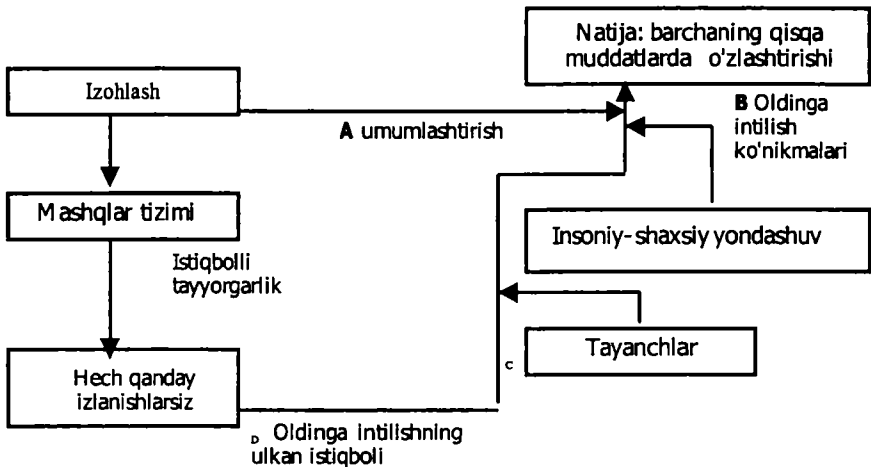 Natija: barchaning qisqa
muddatlarda o'zlashtirishi
Izohlash
A umumlashtirish
B Oldinga
intilish
ko'nikmalari
Mashqlar tizimi
Insoniy-shaxsiy yondashuv
Istiqbolli
tayyorgarlik
Tayanchlar
C
Hech qanday
izlanishlarsiz
D Oldinga intilishning
ulkan istiqboli